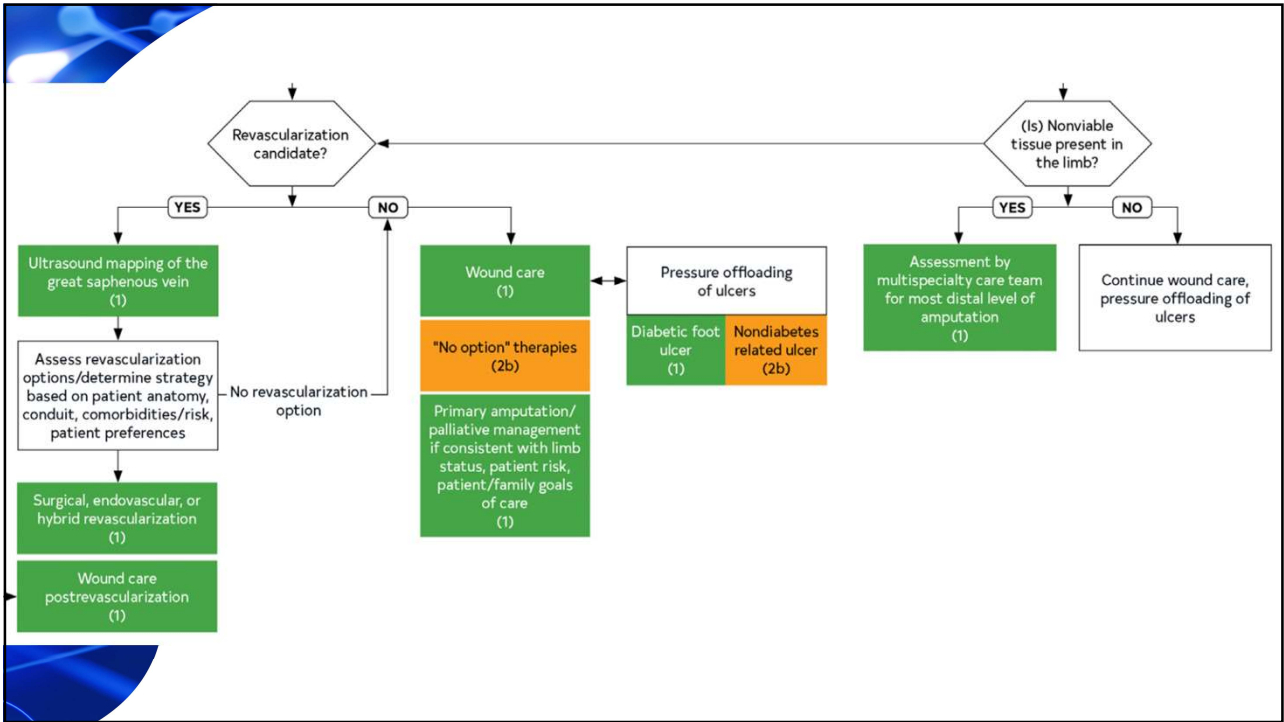 Revascularization
candidate?
(Is) Nonviable
tissue present in
the limb?
YES
NO
YES
NO
Ultrasound mapping of the
great saphenous vein
(1)
Assess revascularization
options/determine strategy
based on patient anatomy,
conduit, comorbidities/risk,
patient preferences
No revascularization
option
Surgical, endovascular, or
hybrid revascularization
(1)
Wound care
postrevascularization
(1)
Wound care
(1)
"No option" therapies
(2b)
Primary amputation/
palliative management
if consistent with limb
status, patient risk,
patient/family goals
of care
(1)
Pressure offloading
of ulcers
Diabetic foot
ulcer
(1)
Nondiabetes
related ulcer
(2b)
Assessment by
multispecialty care team
for most distal level of
amputation
(1)
Continue wound care,
pressure offloading of
ulcers